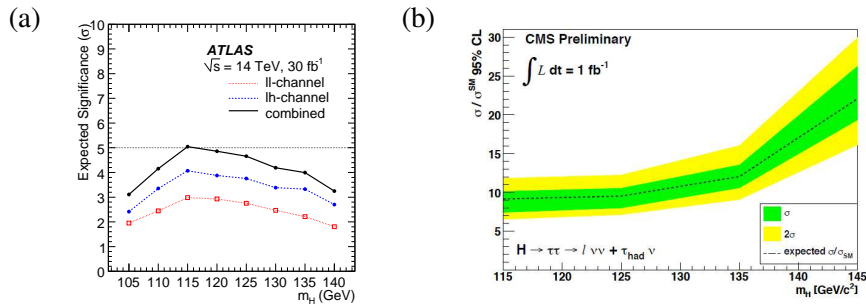 (a)
Expected Significance (σ)
10
9
8
7
6
5
4
3
2
1
0
ATLAS
√s = 14 TeV, 30 fb⁻¹
ll-channel
lh-channel
combined
105 110 115 120 125 130 135 140
m_H (GeV)
(b)
σ / σ^SM 95% CL
30
25
20
15
10
5
CMS Preliminary
∫ L dt = 1 fb⁻¹
H → ττ → l νν + τ_had ν
σ
2σ
expected σ/σ_SM
115 120 125 130 135 140 145
m_H [GeV/c²]